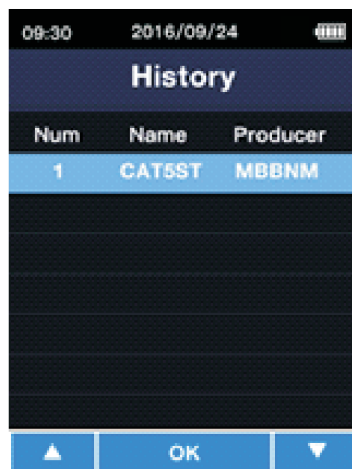 09:30 2016/09/24
History
Num Name Producer
1 CAT5ST MBBNM
OK